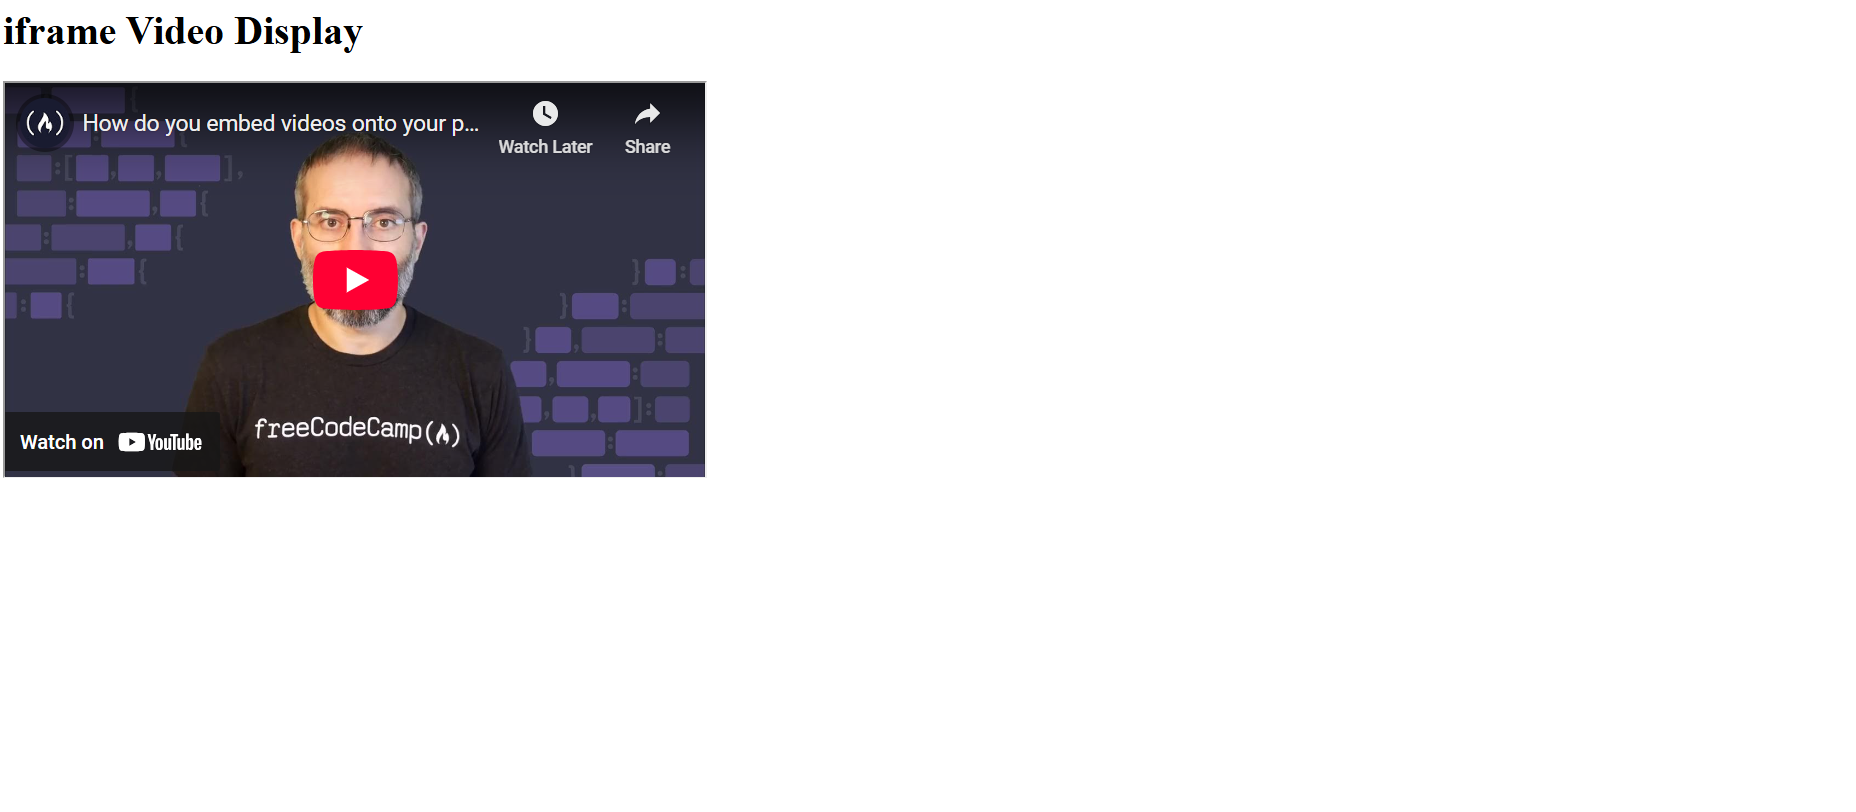 iframe Video Display
How do you embed videos onto your p...
Watch Later
Share
freeCodeCamp(🔥)
Watch on YouTube